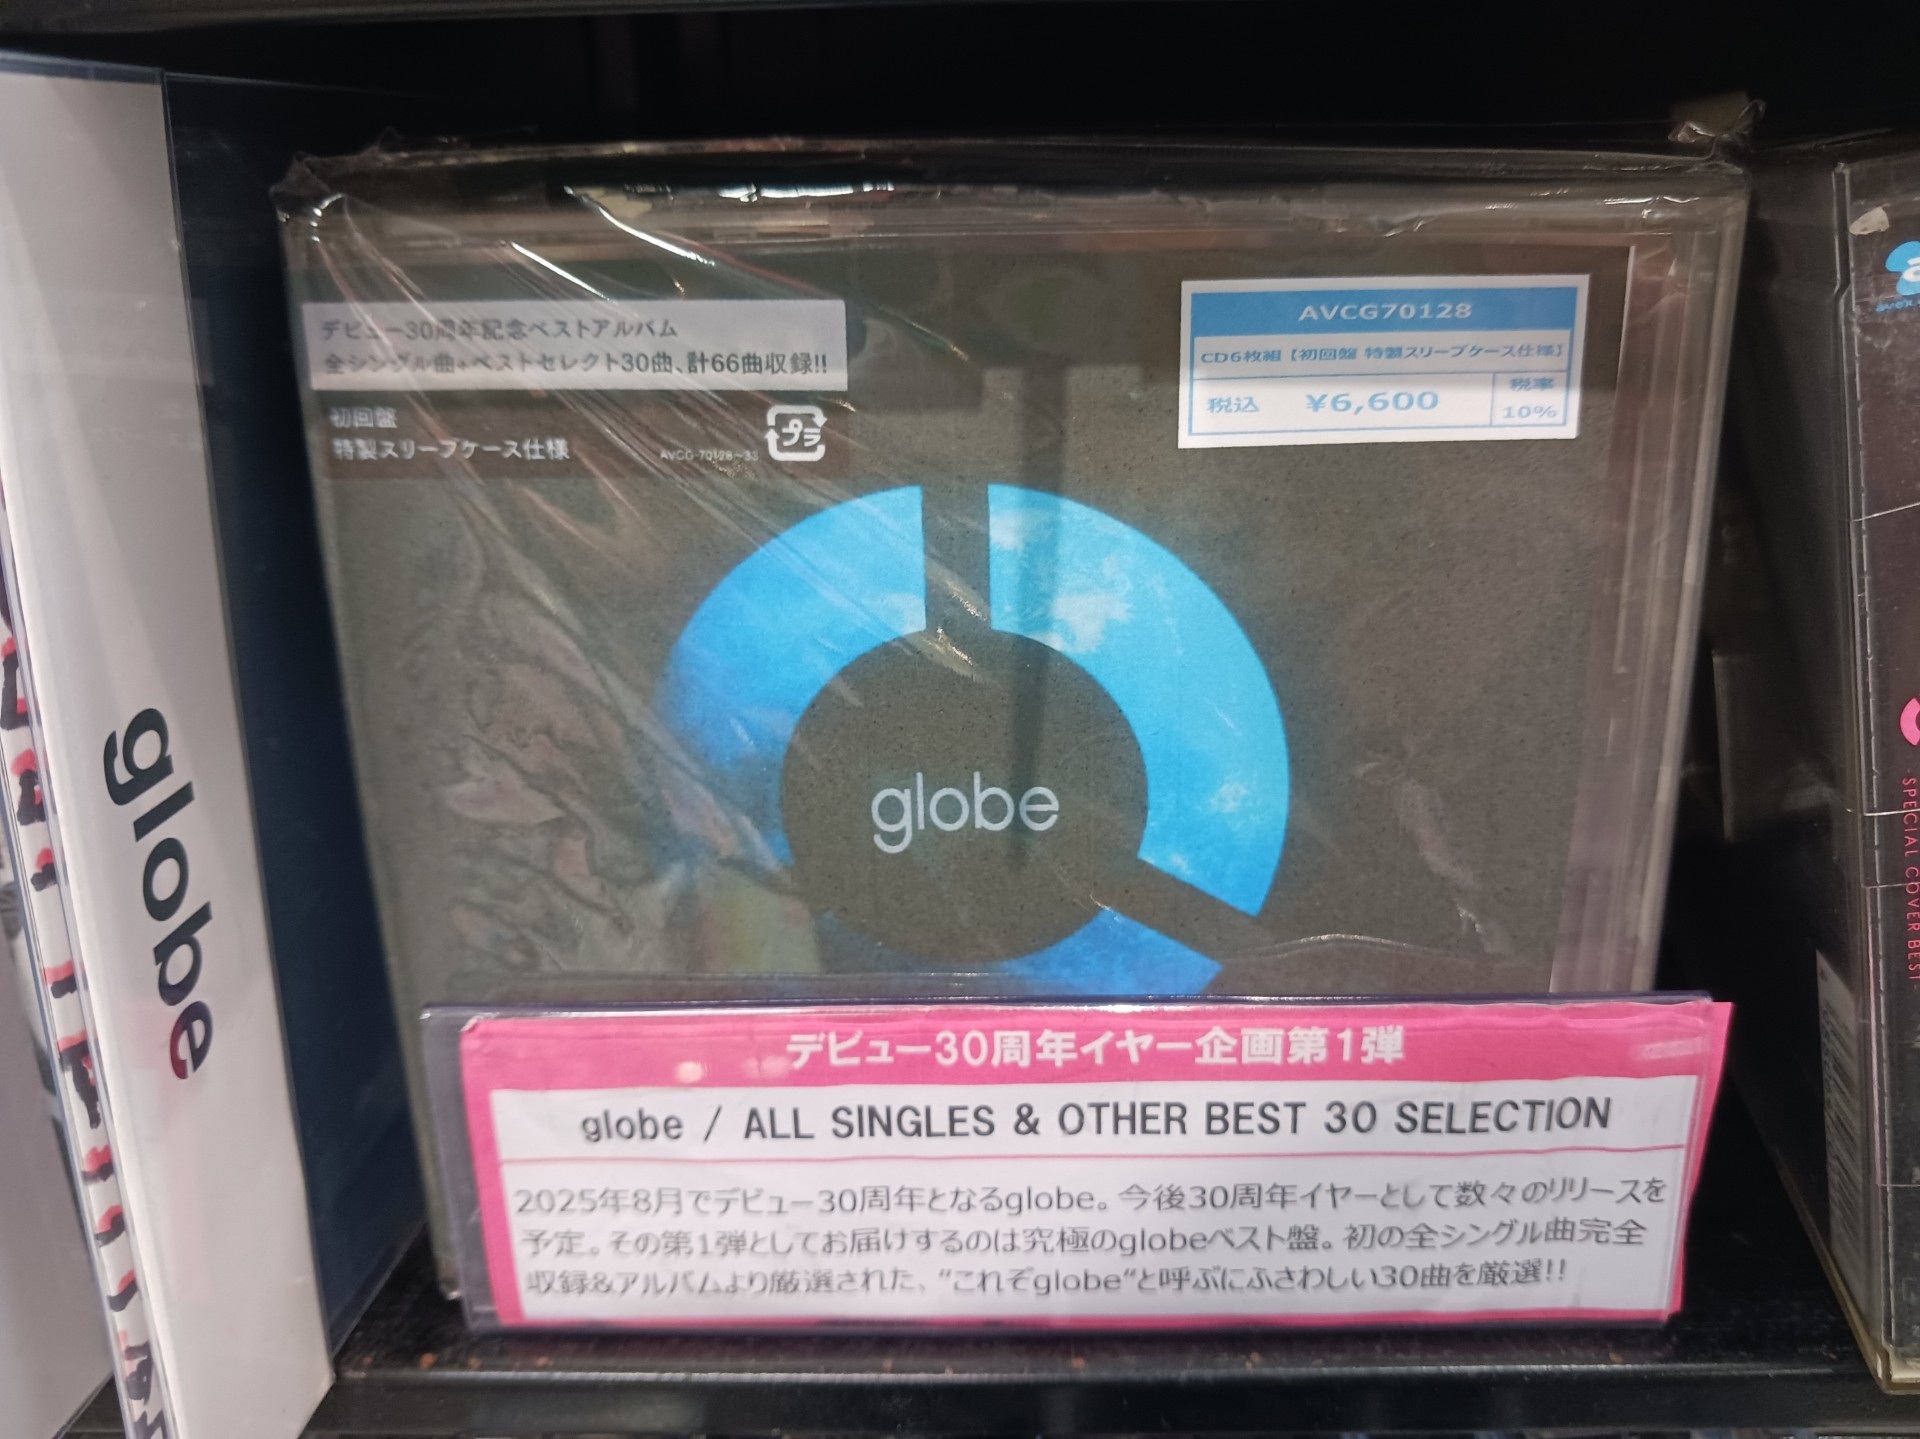 デビュー30周年記念ベストアルバム
全シングル曲+ベストセレクト30曲、計66曲収録!!
初回盤
特製スリーブケース仕様
AVCG-70128~33
プラ
AVCG70128
CD6枚組【初回盤 特製スリーブケース仕様】
税込 ¥6,600
税率
10%
globe
globe
デビュー30周年イヤー企画第1弾
globe / ALL SINGLES & OTHER BEST 30 SELECTION
2025年8月でデビュー30周年となるglobe。今後30周年イヤーとして数々のリリースを
予定。その第1弾としてお届けするのは究極のglobeベスト盤。初の全シングル曲完全
収録&アルバムより厳選された、"これぞglobe"と呼ぶにふさわしい30曲を厳選!!
SPECIAL COVER BEST